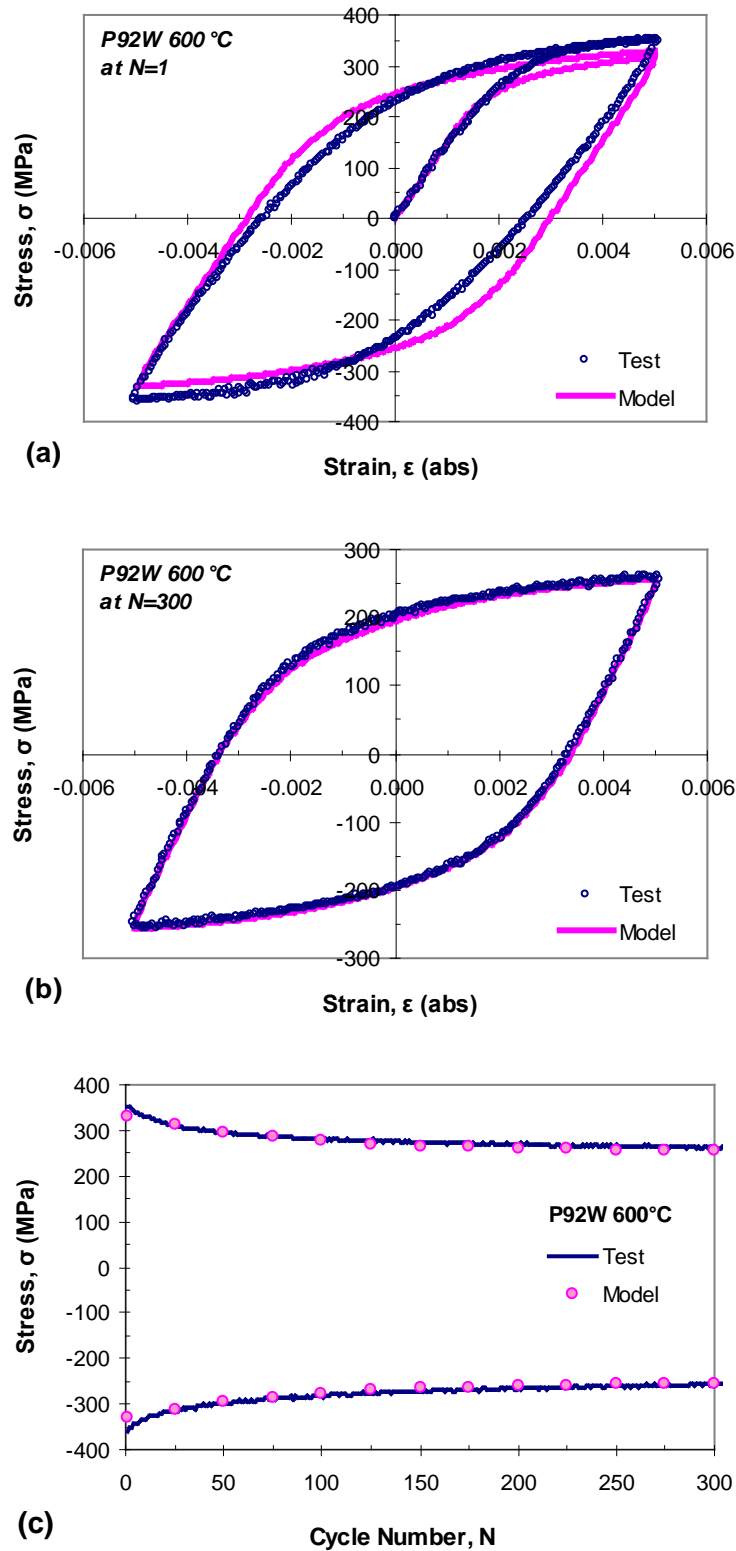 400
P92W 600°C
at N=1
300
200
100
0
-0.006
-0.004
-0.002
0.000
0.002
0.004
0.006
-100
-200
-300
-400
Stress, σ (MPa)
Test
Model
(a)
Strain, ε (abs)
300
P92W 600°C
at N=300
200
100
0
-0.006
-0.004
-0.002
0.000
0.002
0.004
0.006
-100
-200
-300
Stress, σ (MPa)
Test
Model
(b)
Strain, ε (abs)
400
300
200
100
0
-100
-200
-300
-400
Stress, σ (MPa)
P92W 600°C
Test
Model
0
50
100
150
200
250
300
(c)
Cycle Number, N